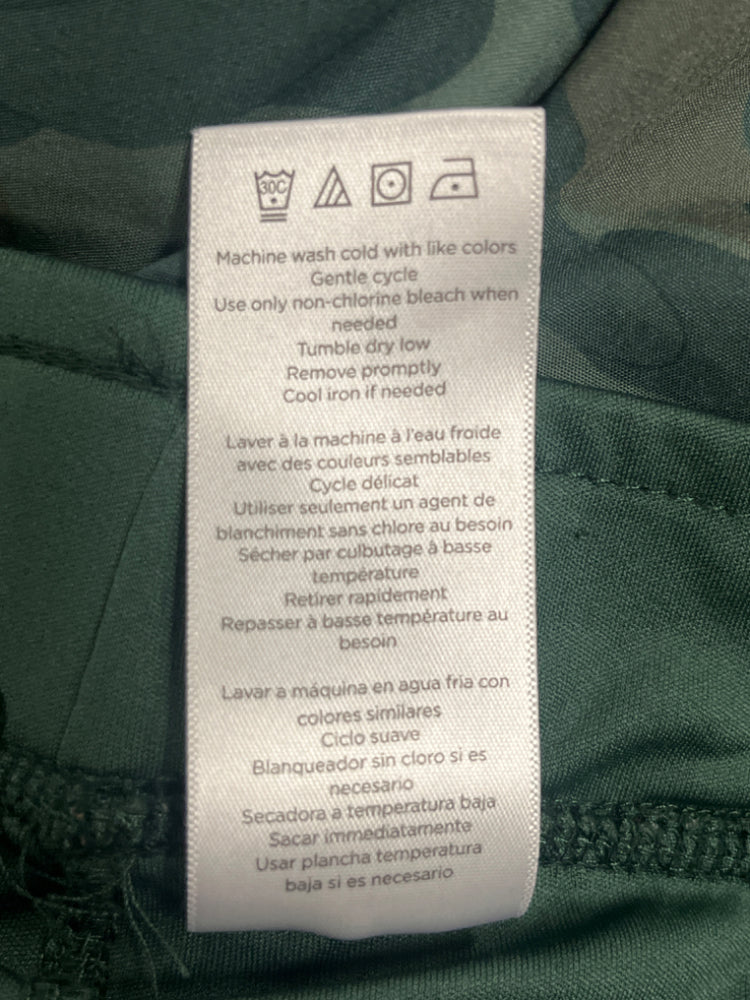 30C
Machine wash cold with like colors
Gentle cycle
Use only non-chlorine bleach when
needed
Tumble dry low
Remove promptly
Cool iron if needed
Laver à la machine à l'eau froide
avec des couleurs semblables
Cycle délicat
Utiliser seulement un agent de
blanchiment sans chlore au besoin
Sécher par culbutage à basse
température
Retirer rapidement
Repasser à basse température au
besoin
Lavar a máquina en agua fria con
colores similares
Ciclo suave
Blanqueador sin cloro si es
necesario
Secadora a temperatura baja
Sacar immediatamente
Usar plancha temperatura
baja si es necesario